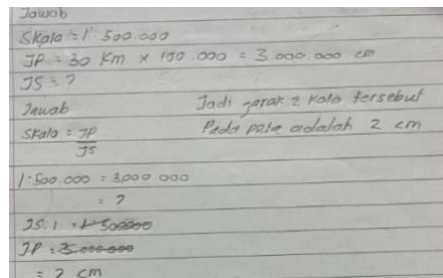 Jawab
Skala = 1 : 500.000
JP = 30 Km x 100.000 = 3.000.000 cm
JS = ?
Jawab
Jadi jarak 2 Kota tersebut
Pada peta adalah 2 cm
Skala = JP
JS
1:500.000 = 3.000.000
= ?
JS: 1
JP :
= 2 cm